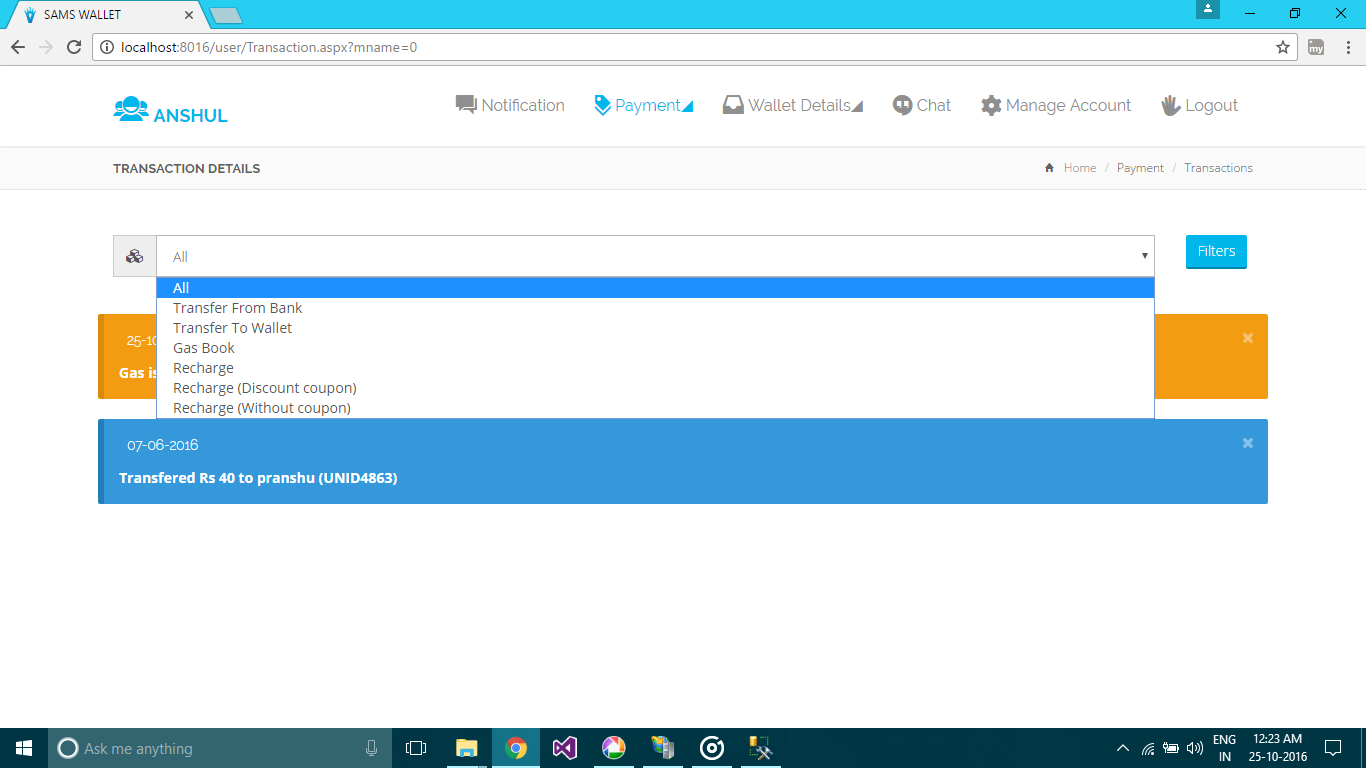 SAMS WALLET
localhost:8016/user/Transaction.aspx?mname=0
my
ANSHUL
Notification
Payment
Wallet Details
Chat
Manage Account
Logout
TRANSACTION DETAILS
Home / Payment / Transactions
All
Filters
All
Transfer From Bank
Transfer To Wallet
Gas Book
Recharge
Recharge (Discount coupon)
Recharge (Without coupon)
25-10
Gas is
07-06-2016
Transfered Rs 40 to pranshu (UNID4863)
Ask me anything
ENG
IN
12:23 AM
25-10-2016